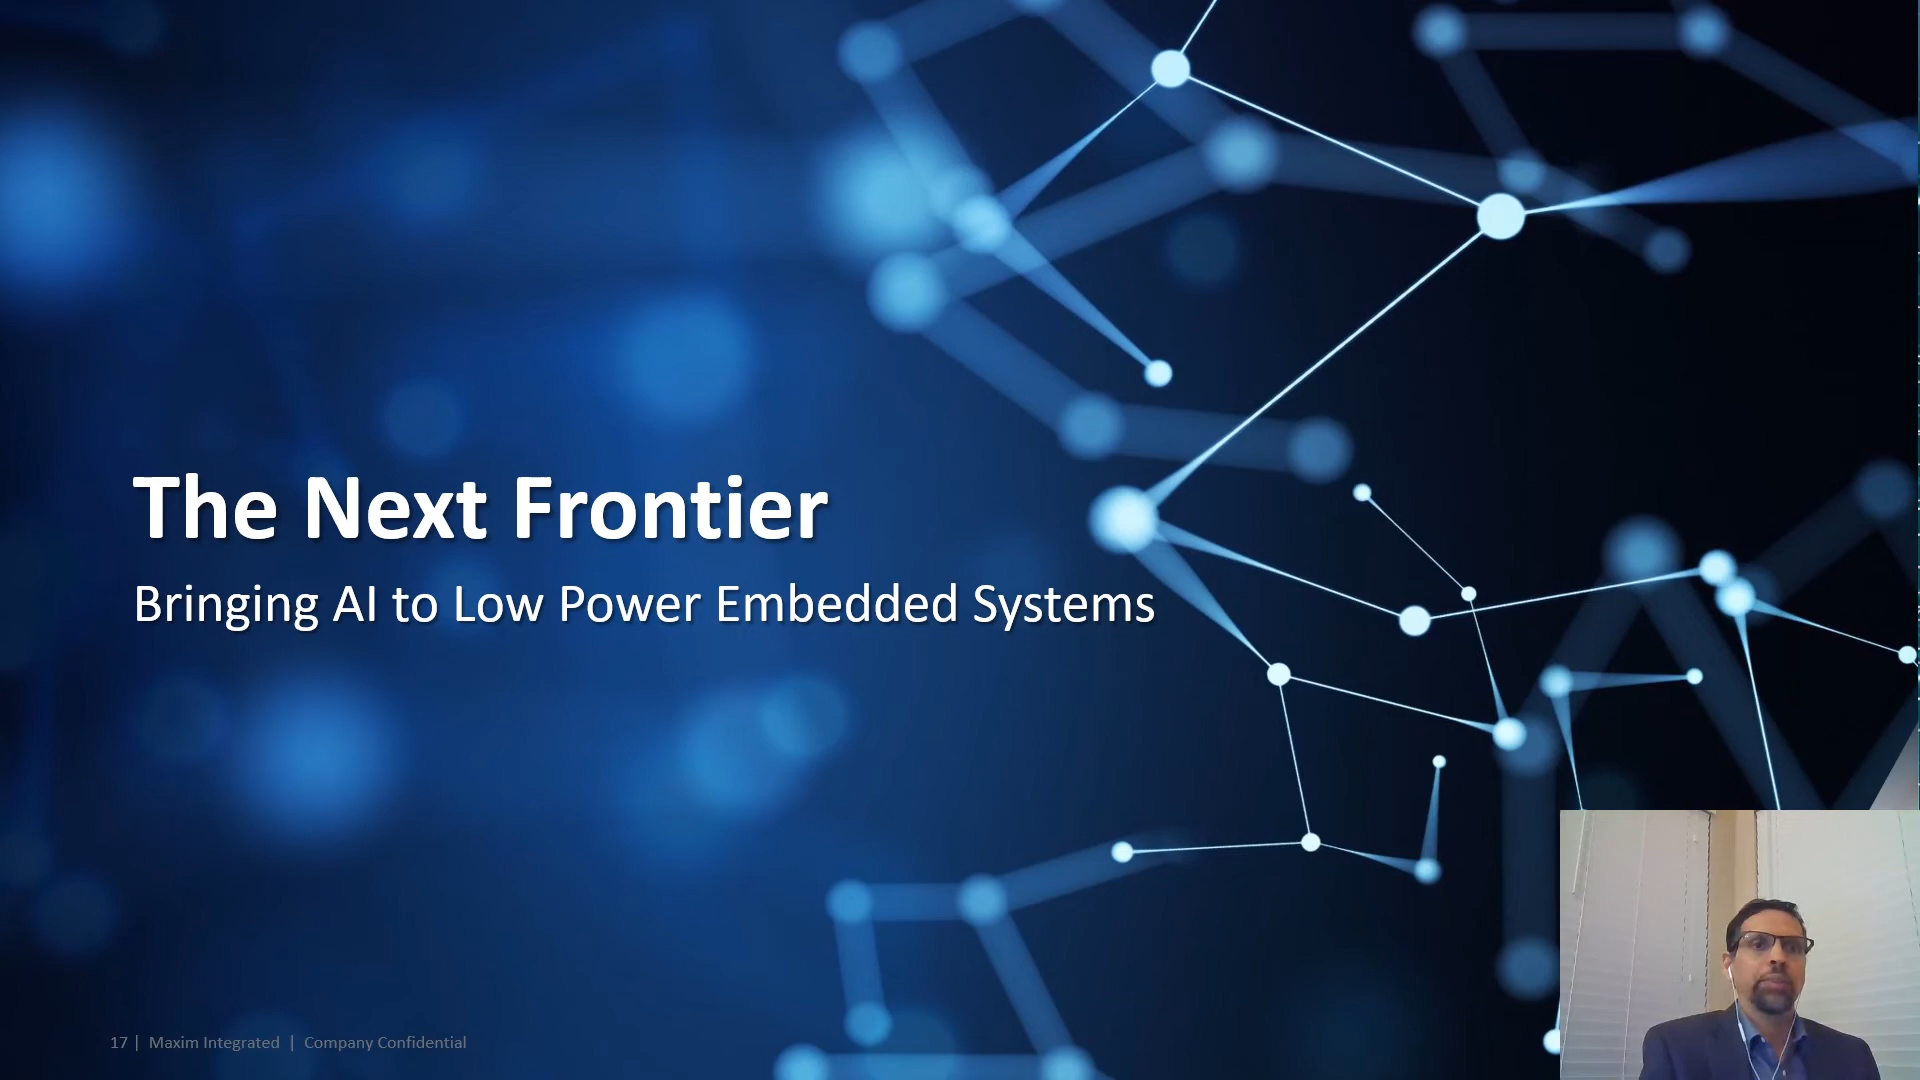 The Next Frontier
Bringing AI to Low Power Embedded Systems
17 | Maxim Integrated | Company Confidential